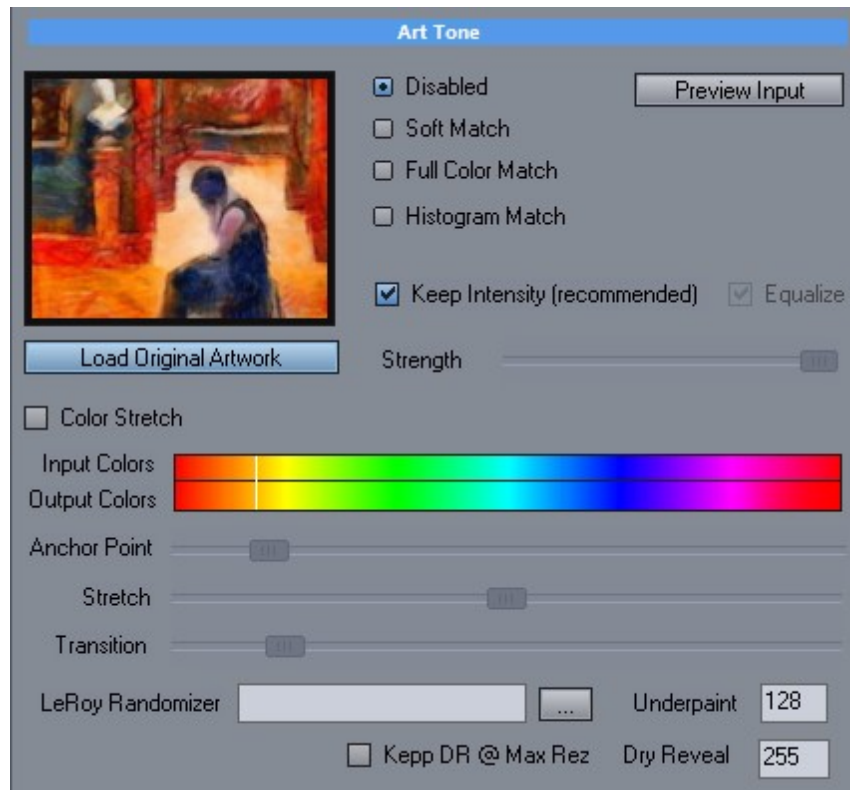 Art Tone
Disabled
Preview Input
Soft Match
Full Color Match
Histogram Match
Keep Intensity (recommended) Equalize
Load Original Artwork
Strength
Color Stretch
Input Colors
Output Colors
Anchor Point
Stretch
Transition
LeRoy Randomizer ... Underpaint 128
Kepp DR @ Max Rez Dry Reveal 255